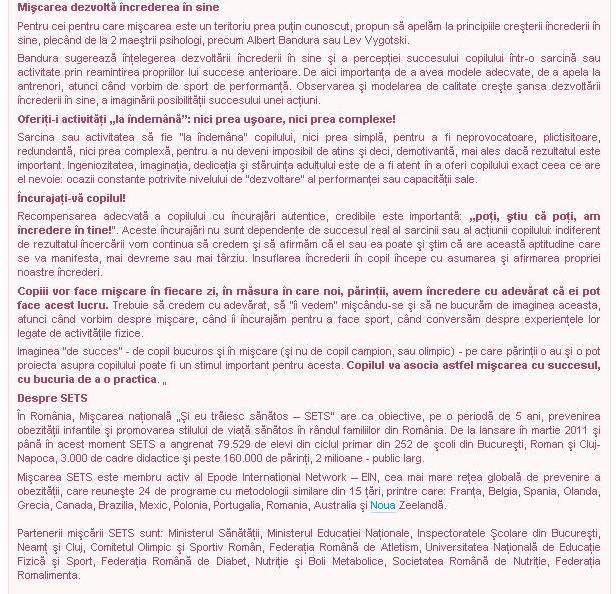 Mişcarea dezvoltă încrederea în sine
Pentru cei pentru care mişcarea este un teritoriu prea puţin cunoscut, propun să apelăm la principiile creşterii încrederii în
sine, plecând de la 2 maeştrii psihologi, precum Albert Bandura sau Lev Vygotski.
Bandura sugerează înţelegerea dezvoltării încrederii în sine şi a percepţiei succesului copilului într-o sarcină sau
activitate prin reamintirea propriilor lui succese anterioare. De aici importanţa de a avea modele adecvate, de a apela la
antrenori, atunci când vorbim de sport de performanţă. Observarea şi modelarea de calitate creşte şansa dezvoltării
încrederii în sine, a imaginării posibilităţii succesului unei acţiuni.
Oferiţi-i activităţi „la îndemână”: nici prea uşoare, nici prea complexe!
Sarcina sau activitatea să fie "la îndemâna" copilului, nici prea simplă, pentru a fi neprovocatoare, plictisitoare,
redundantă, nici prea complexă, pentru a nu deveni imposibil de atins şi deci, demotivantă, mai ales dacă rezultatul este
important. Ingeniozitatea, imaginaţia, dedicaţia şi stăruinţa adultului este de a fi atent în a oferi copilului exact ceea ce are
el nevoie: ocazii constante potrivite nivelului de "dezvoltare" al performanţei sau capacităţii sale.
Încurajaţi-vă copilul!
Recompensarea adecvată a copilului cu încurajări autentice, credibile este importantă: „poţi, ştiu că poţi, am
încredere în tine!”. Aceste încurajări nu sunt dependente de succesul real al sarcinii sau al acţiunii copilului: indiferent
de rezultatul încercării vom continua să credem şi să afirmăm că el sau ea poate şi ştim că are această aptitudine care
se va manifesta, mai devreme sau mai târziu. Insuflarea încrederii în copil începe cu asumarea şi afirmarea propriei
noastre încrederi.
Copiii vor face mişcare în fiecare zi, în măsura în care noi, părinţii, avem încredere cu adevărat că ei pot
face acest lucru. Trebuie să credem cu adevărat, să "îi vedem" mişcându-se şi să ne bucurăm de imaginea aceasta,
atunci când vorbim despre mişcare, când îi încurajăm pentru a face sport, când conversăm despre experienţele lor
legate de activităţile fizice.
Imaginea "de succes" - de copil bucuros şi în mişcare (şi nu de copil campion, sau olimpic) - pe care părinţii o au şi o pot
proiecta asupra copilului poate fi un stimul important pentru acesta. Copilul va asocia astfel mişcarea cu succesul,
cu bucuria de a o practica. „
Despre SETS
În România, Mişcarea naţională „Şi eu trăiesc sănătos – SETS” are ca obiective, pe o periodă de 5 ani, prevenirea
obezităţii infantile şi promovarea stilului de viaţă sănătos în rândul familiilor din România. De la lansare în martie 2011 şi
până în acest moment SETS a angrenat 79.529 de elevi din ciclul primar din 252 de şcoli din Bucureşti, Roman şi Cluj-
Napoca, 3.000 de cadre didactice şi peste 160.000 de părinţi, 2 milioane - public larg.
Mişcarea SETS este membru activ al Epode International Network – EIN, cea mai mare reţea globală de prevenire a
obezităţii, care reuneşte 24 de programe cu metodologii similare din 15 ţări, printre care: Franţa, Belgia, Spania, Olanda,
Grecia, Canada, Brazilia, Mexic, Polonia, Portugalia, Romania, Australia şi Noua Zeelandă.
Partenerii mişcării SETS sunt: Ministerul Sănătăţii, Ministerul Educaţiei Naţionale, Inspectoratele Şcolare din Bucureşti,
Neamţ şi Cluj, Comitetul Olimpic şi Sportiv Român, Federaţia Română de Atletism, Universitatea Naţională de Educaţie
Fizică şi Sport, Federaţia Română de Diabet, Nutriţie şi Boli Metabolice, Societatea Română de Nutriţie, Federaţia
Romalimenta.